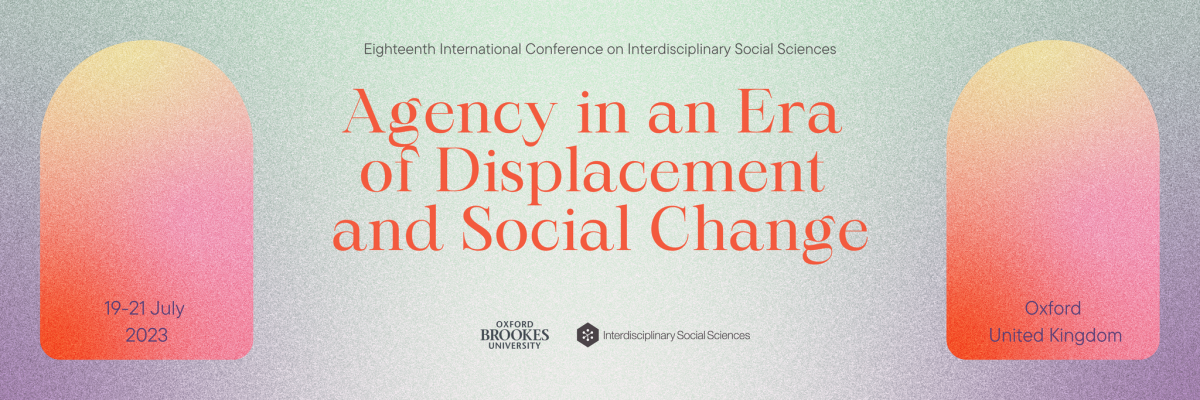 Eighteenth International Conference on Interdisciplinary Social Sciences
Agency in an Era
of Displacement
and Social Change
19-21 July
2023
Oxford
United Kingdom
OXFORD
BROOKES
UNIVERSITY
Interdisciplinary Social Sciences